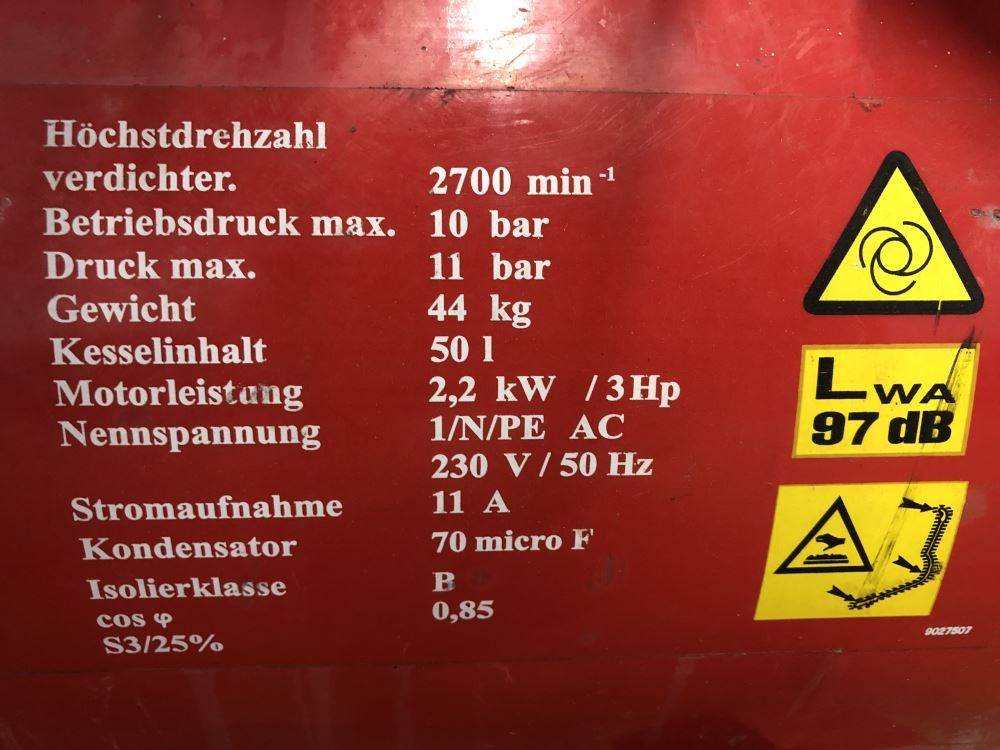 Höchstdrehzahl
verdichter. 2700 min⁻¹
Betriebsdruck max. 10 bar
Druck max. 11 bar
Gewicht 44 kg
Kesselinhalt 50 l
Motorleistung 2,2 kW / 3 Hp
Nennspannung 1/N/PE AC
230 V / 50 Hz
Stromaufnahme 11 A
Kondensator 70 micro F
Isolierklasse B
cos φ 0,85
S3/25%
LWA
97 dB
9027507